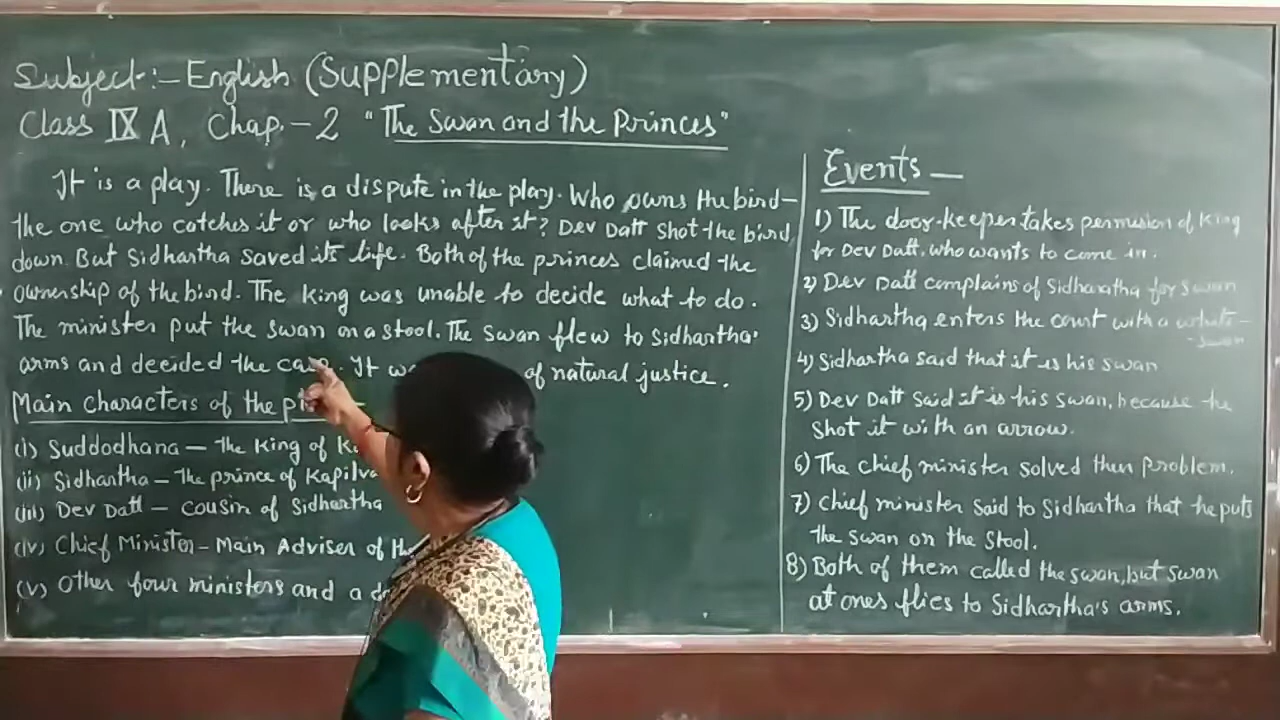 Subject:- English (Supplementary)
Class IX A, Chap.-2 "The Swan and the Princes"
It is a play. There is a dispute in the play. Who owns the bird-
the one who catches it or who looks after it? Dev Datt shot the bird
down. But Sidhartha saved its life. Both of the princes claimed the
ownership of the bird. The king was unable to decide what to do.
The minister put the swan on a stool. The swan flew to Sidhartha'
arms and decided the case. It of natural justice.
Main Characters of the
(i) Suddodhana - The King of
(ii) Sidhartha - The prince of Kapilva
(iii) Dev Datt - cousin of Sidhartha
(iv) Chief Minister - Main Adviser of
(v) Other four ministers and a
Events -
1) The door-keeper takes permission of King
for Dev Datt, who wants to come in.
2) Dev Datt complains of Sidharatha for swan
3) Sidhartha enters the court with a white-
-swan
4) Sidhartha said that it is his swan
5) Dev Datt said it is his swan, because the
shot it with an arrow.
6) The chief minister solved their problem.
7) Chief minister said to Sidhartha that he puts
the swan on the stool.
8) Both of them called the swan, but swan
at ones flies to Sidhartha's arms.